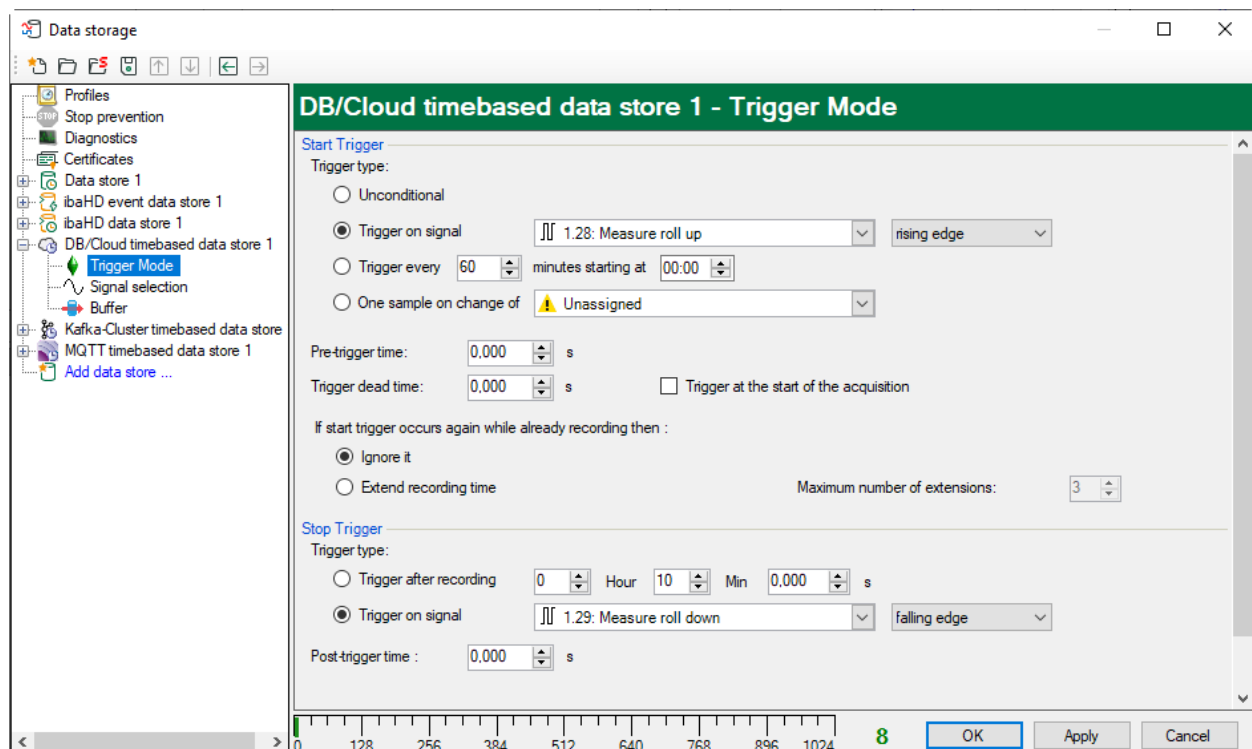 Data storage
Profiles
STOP Stop prevention
Diagnostics
Certificates
Data store 1
ibaHD event data store 1
ibaHD data store 1
DB/Cloud timebased data store 1
Trigger Mode
Signal selection
Buffer
Kafka-Cluster timebased data store
MQTT timebased data store 1
Add data store ...
DB/Cloud timebased data store 1 - Trigger Mode
Start Trigger
Trigger type:
Unconditional
Trigger on signal 1.28: Measure roll up rising edge
Trigger every 60 minutes starting at 00:00
One sample on change of Unassigned
Pre-trigger time: 0,000 s
Trigger dead time: 0,000 s Trigger at the start of the acquisition
If start trigger occurs again while already recording then :
Ignore it
Extend recording time Maximum number of extensions: 3
Stop Trigger
Trigger type:
Trigger after recording 0 Hour 10 Min 0,000 s
Trigger on signal 1.29: Measure roll down falling edge
Post-trigger time : 0,000 s
0 128 256 384 512 640 768 896 1024 8 OK Apply Cancel